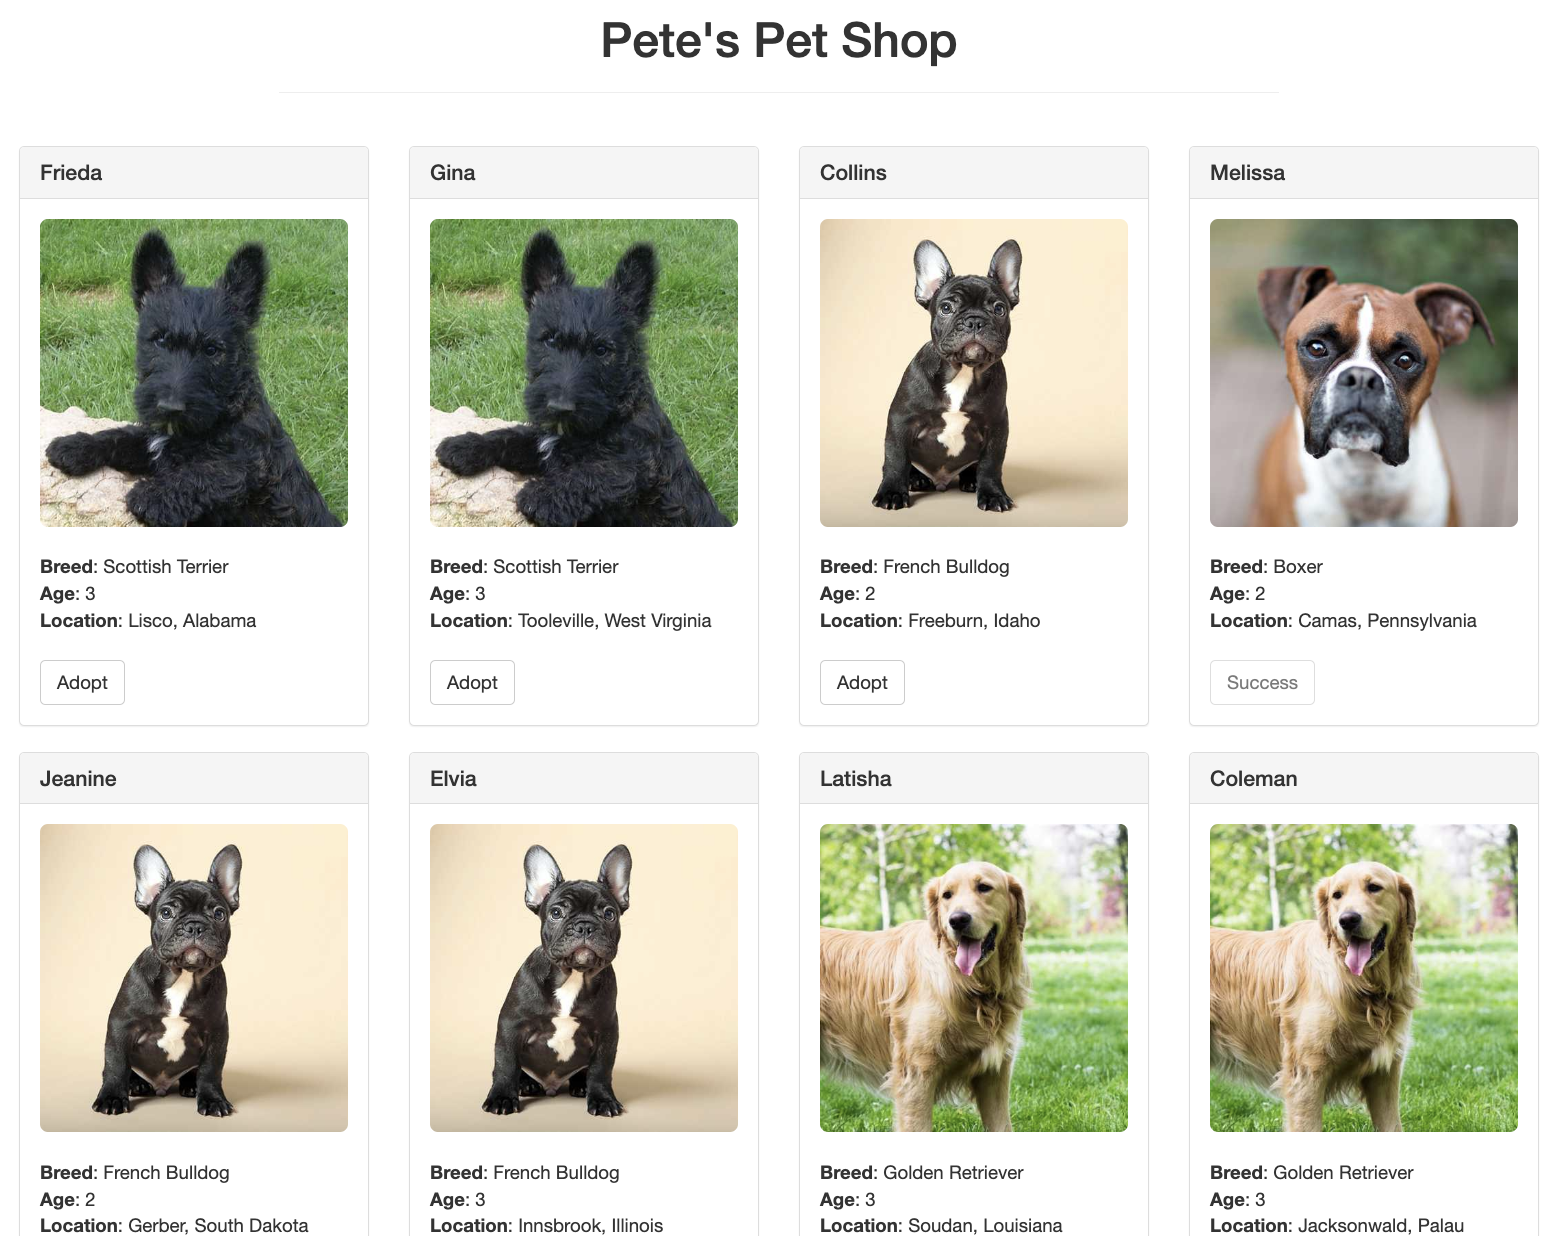 Pete's Pet Shop
Frieda
Breed: Scottish Terrier
Age: 3
Location: Lisco, Alabama
Adopt
Gina
Breed: Scottish Terrier
Age: 3
Location: Tooleville, West Virginia
Adopt
Collins
Breed: French Bulldog
Age: 2
Location: Freeburn, Idaho
Adopt
Melissa
Breed: Boxer
Age: 2
Location: Camas, Pennsylvania
Success
Jeanine
Breed: French Bulldog
Age: 2
Location: Gerber, South Dakota
Elvia
Breed: French Bulldog
Age: 3
Location: Innsbrook, Illinois
Latisha
Breed: Golden Retriever
Age: 3
Location: Soudan, Louisiana
Coleman
Breed: Golden Retriever
Age: 3
Location: Jacksonwald, Palau